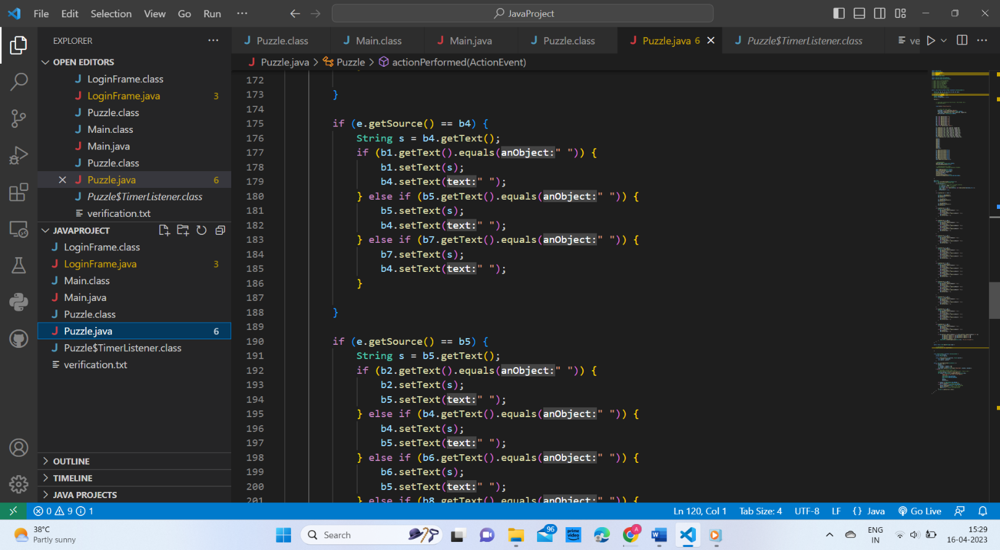 File Edit Selection View Go Run ···
JavaProject
EXPLORER ···
OPEN EDITORS
J LoginFrame.class
J LoginFrame.java 3
J Puzzle.class
J Main.class
J Main.java
J Puzzle.class
J Puzzle.java 6
J Puzzle$TimerListener.class
verification.txt
JAVAPROJECT
J LoginFrame.class
J LoginFrame.java 3
J Main.class
J Main.java
J Puzzle.class
J Puzzle.java 6
J Puzzle$TimerListener.class
verification.txt
OUTLINE
TIMELINE
JAVA PROJECTS
J Puzzle.class J Main.class J Main.java J Puzzle.class J Puzzle.java 6 J Puzzle$TimerListener.class ve ···
J Puzzle.java > Puzzle > actionPerformed(ActionEvent)
172
173 }
174
175 if (e.getSource() == b4) {
176 String s = b4.getText();
177 if (b1.getText().equals(anObject:" ")) {
178 b1.setText(s);
179 b4.setText(text:" ");
180 } else if (b5.getText().equals(anObject:" ")) {
181 b5.setText(s);
182 b4.setText(text:" ");
183 } else if (b7.getText().equals(anObject:" ")) {
184 b7.setText(s);
185 b4.setText(text:" ");
186 }
187
188 }
189
190 if (e.getSource() == b5) {
191 String s = b5.getText();
192 if (b2.getText().equals(anObject:" ")) {
193 b2.setText(s);
194 b5.setText(text:" ");
195 } else if (b4.getText().equals(anObject:" ")) {
196 b4.setText(s);
197 b5.setText(text:" ");
198 } else if (b6.getText().equals(anObject:" ")) {
199 b6.setText(s);
200 b5.setText(text:" ");
201 } else if (b8.getText().equals(anObject:" ")) {
0 9 1 Ln 120, Col 1 Tab Size: 4 UTF-8 LF {} Java Go Live
38°C
Partly sunny
Search
96
prime video
A
W
ENG
IN
15:29
16-04-2023